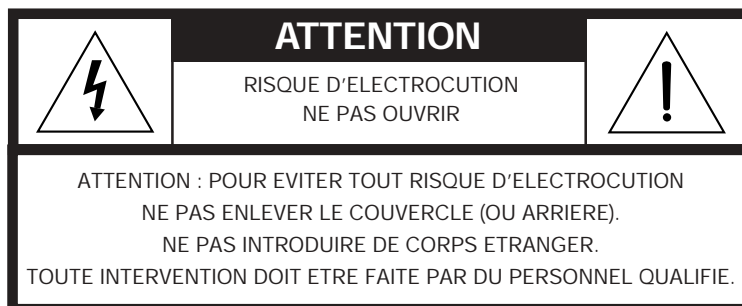 ATTENTION
RISQUE D'ELECTROCUTION
NE PAS OUVRIR
ATTENTION : POUR EVITER TOUT RISQUE D'ELECTROCUTION
NE PAS ENLEVER LE COUVERCLE (OU ARRIERE).
NE PAS INTRODUIRE DE CORPS ETRANGER.
TOUTE INTERVENTION DOIT ETRE FAITE PAR DU PERSONNEL QUALIFIE.